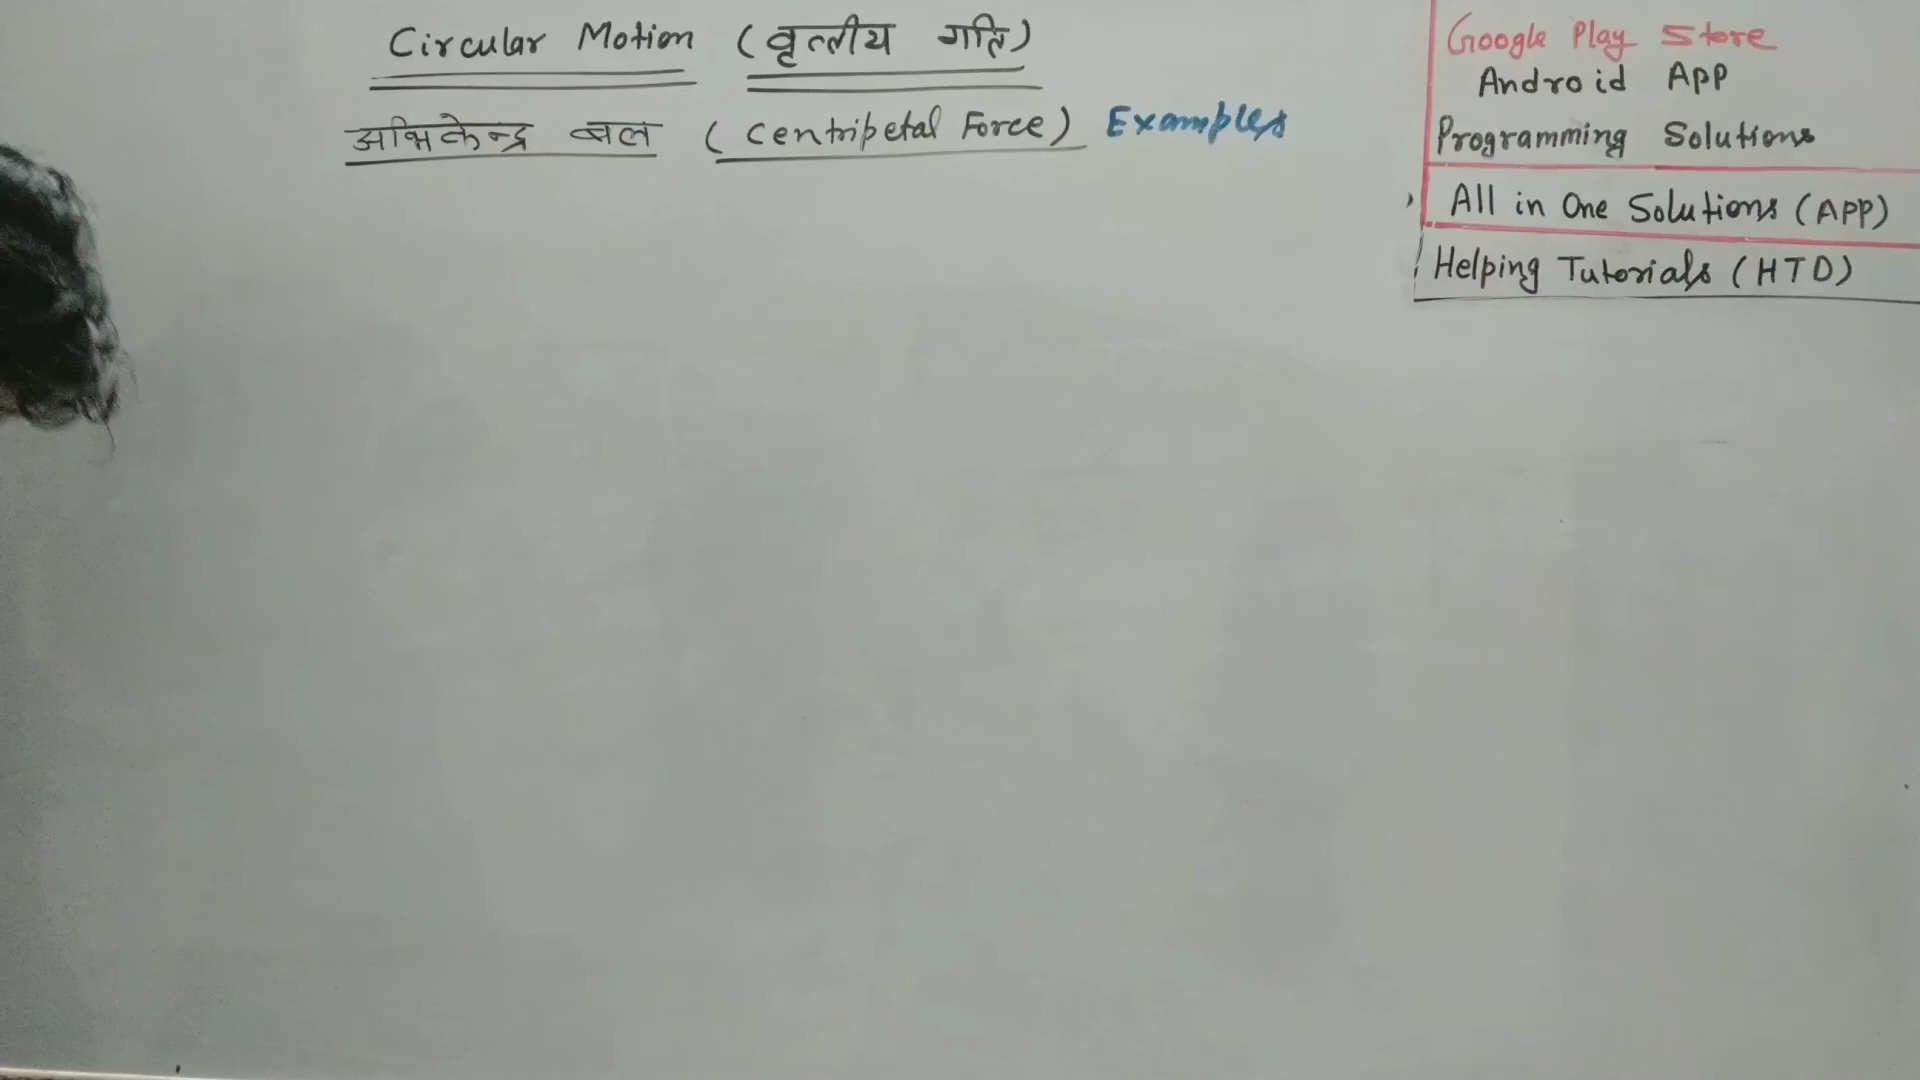 Circular Motion (वृत्तीय गति)
अभिकेन्द्र बल (Centripetal Force) Examples
Google Play Store
Android App
Programming Solutions
All in One Solutions (APP)
Helping Tutorials (HTD)